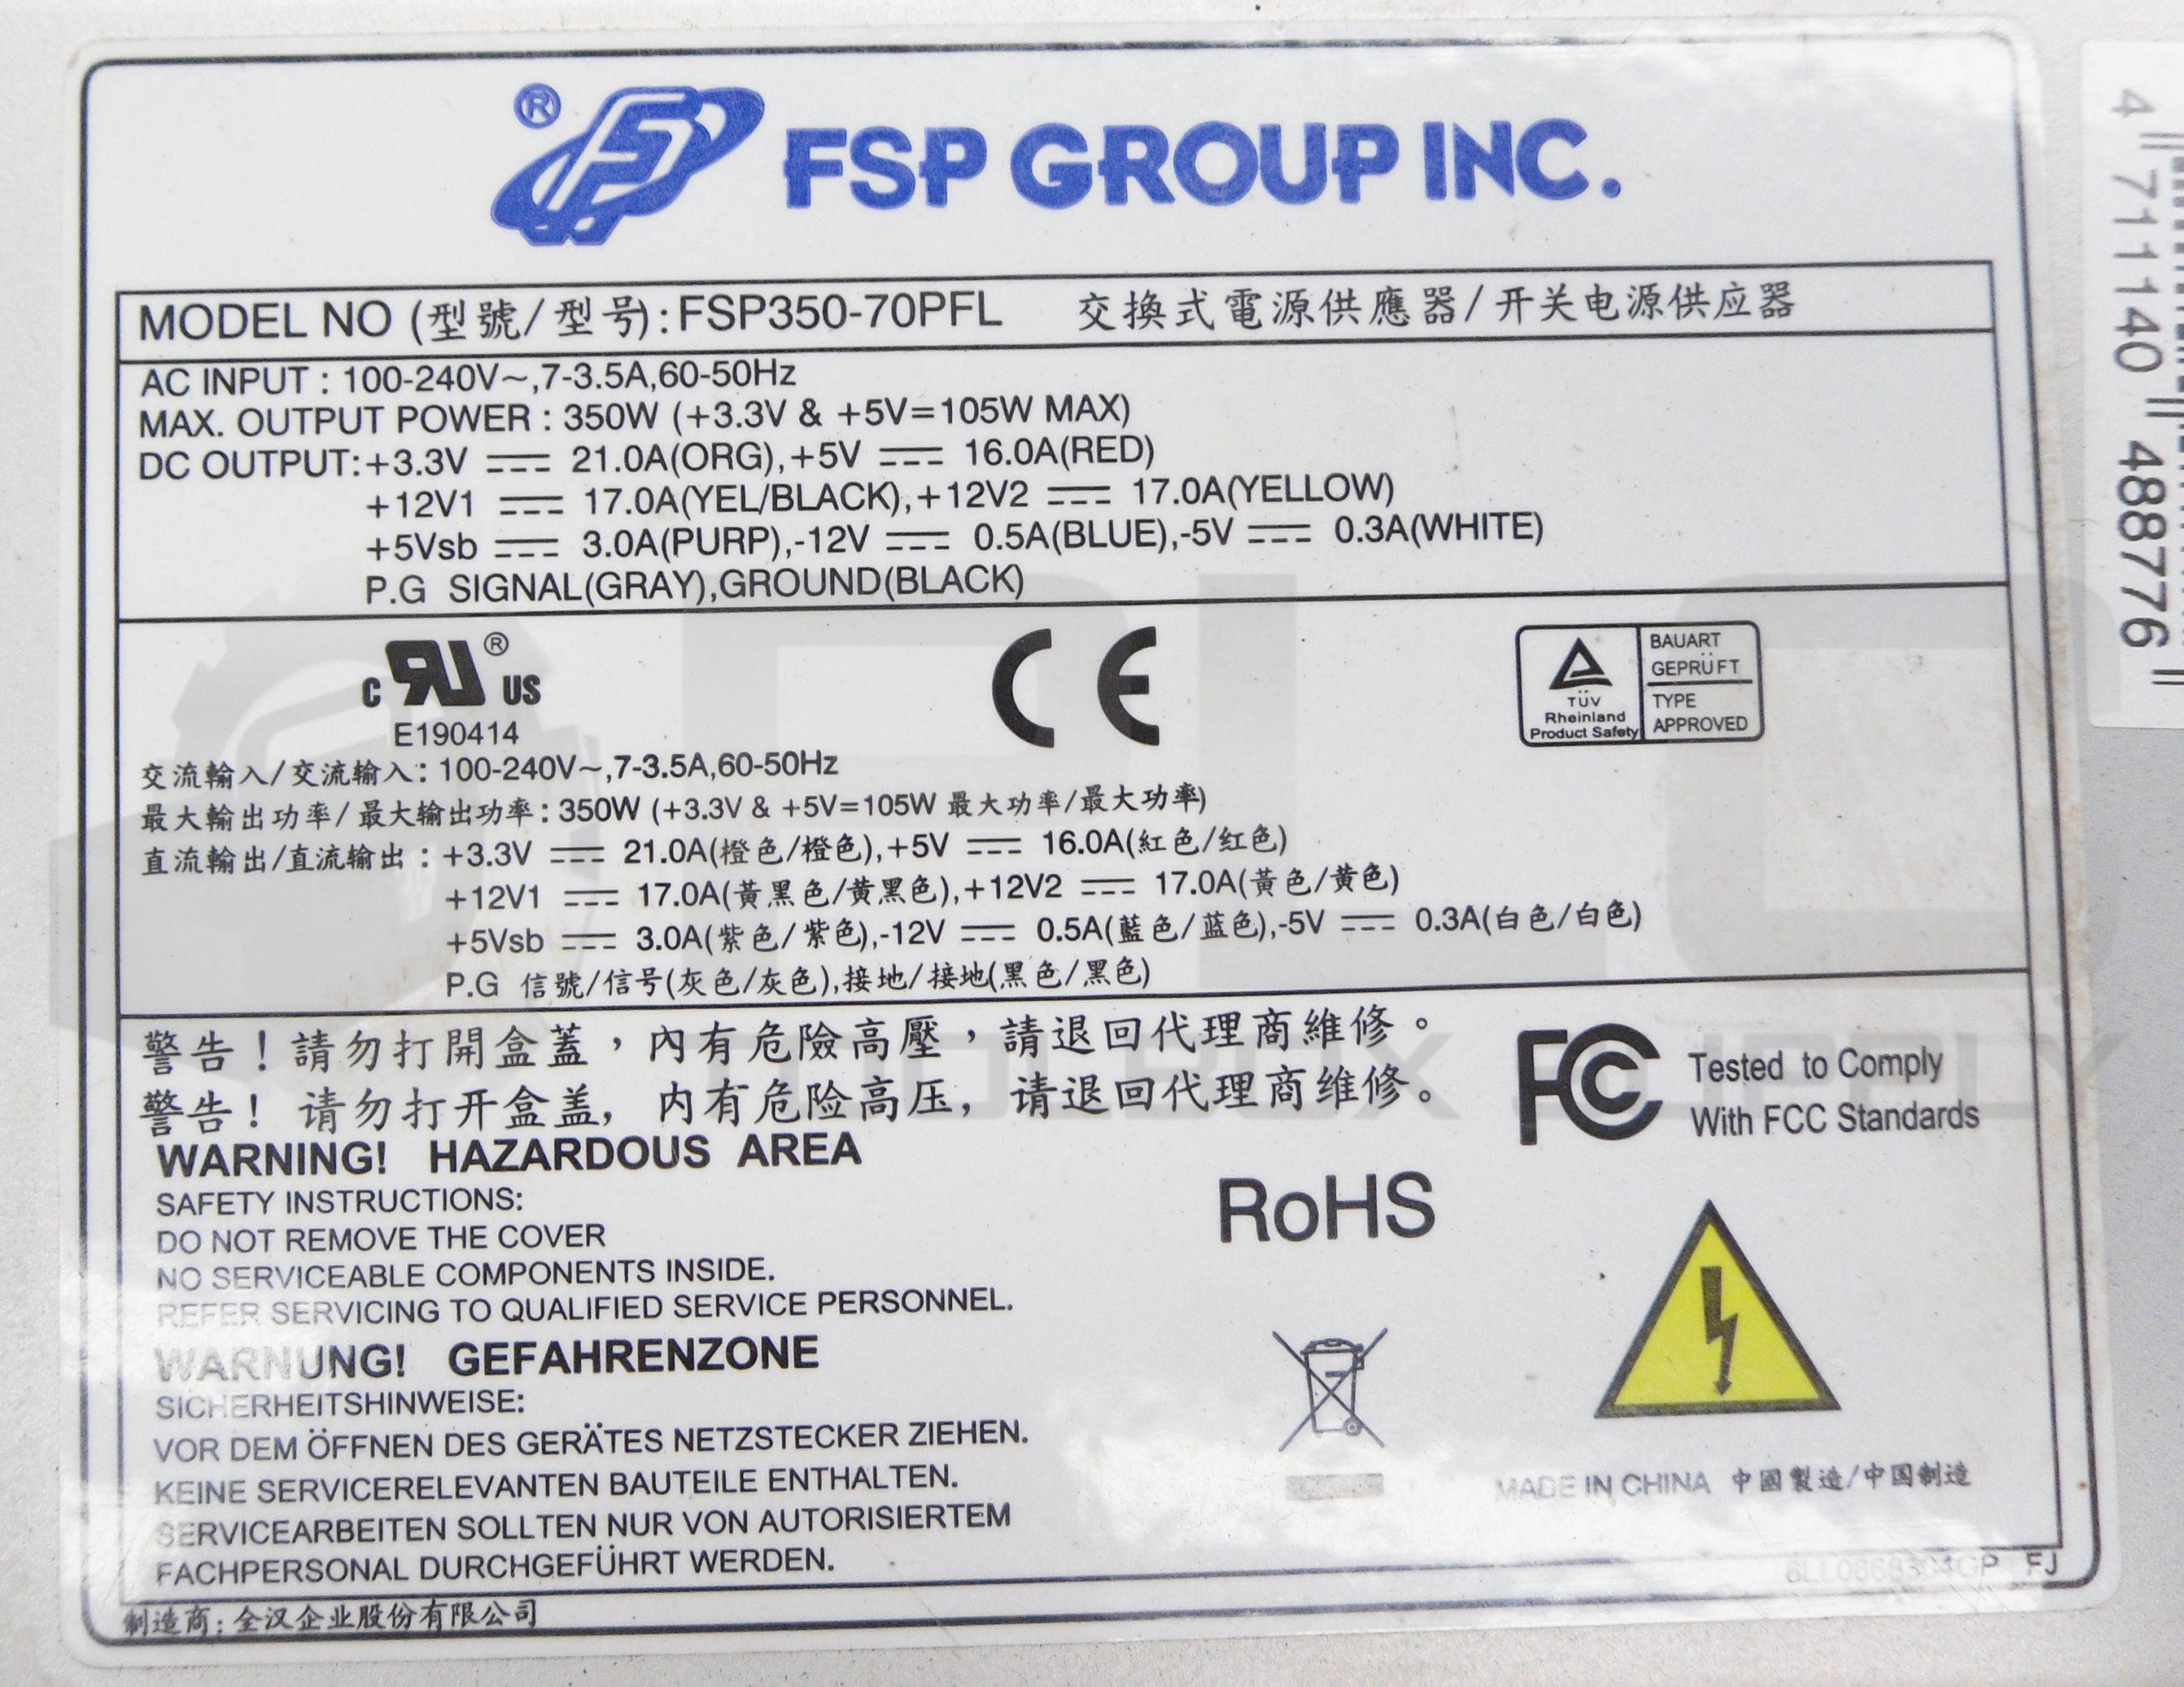 ® FSP GROUP INC.
MODEL NO (型號/型号):FSP350-70PFL 交換式電源供應器/开关电源供应器
AC INPUT : 100-240V~,7-3.5A,60-50Hz
MAX. OUTPUT POWER : 350W (+3.3V & +5V=105W MAX)
DC OUTPUT:+3.3V ⎓ 21.0A(ORG),+5V ⎓ 16.0A(RED)
+12V1 ⎓ 17.0A(YEL/BLACK),+12V2 ⎓ 17.0A(YELLOW)
+5Vsb ⎓ 3.0A(PURP),-12V ⎓ 0.5A(BLUE),-5V ⎓ 0.3A(WHITE)
P.G SIGNAL(GRAY),GROUND(BLACK)
C RU ® US
E190414
CE
TÜV
Rheinland
Product Safety
BAUART
GEPRÜFT
TYPE
APPROVED
交流輸入/交流输入: 100-240V~,7-3.5A,60-50Hz
最大輸出功率/最大输出功率: 350W (+3.3V & +5V=105W 最大功率/最大功率)
直流輸出/直流输出 : +3.3V ⎓ 21.0A(橙色/橙色),+5V ⎓ 16.0A(紅色/红色)
+12V1 ⎓ 17.0A(黃黑色/黄黑色),+12V2 ⎓ 17.0A(黃色/黄色)
+5Vsb ⎓ 3.0A(紫色/紫色),-12V ⎓ 0.5A(藍色/蓝色),-5V ⎓ 0.3A(白色/白色)
P.G 信號/信号(灰色/灰色),接地/接地(黑色/黑色)
警告！請勿打開盒蓋，內有危險高壓，請退回代理商維修。
警告！请勿打开盒盖，内有危险高压，请退回代理商维修。
FC Tested to Comply
With FCC Standards
WARNING! HAZARDOUS AREA
SAFETY INSTRUCTIONS:
DO NOT REMOVE THE COVER
NO SERVICEABLE COMPONENTS INSIDE.
REFER SERVICING TO QUALIFIED SERVICE PERSONNEL.
RoHS
WARNUNG! GEFAHRENZONE
SICHERHEITSHINWEISE:
VOR DEM ÖFFNEN DES GERÄTES NETZSTECKER ZIEHEN.
KEINE SERVICERELEVANTEN BAUTEILE ENTHALTEN.
SERVICEARBEITEN SOLLTEN NUR VON AUTORISIERTEM
FACHPERSONAL DURCHGEFÜHRT WERDEN.
MADE IN CHINA 中國製造/中国制造
FJ
制造商: 全汉企业股份有限公司
4 711140 488776